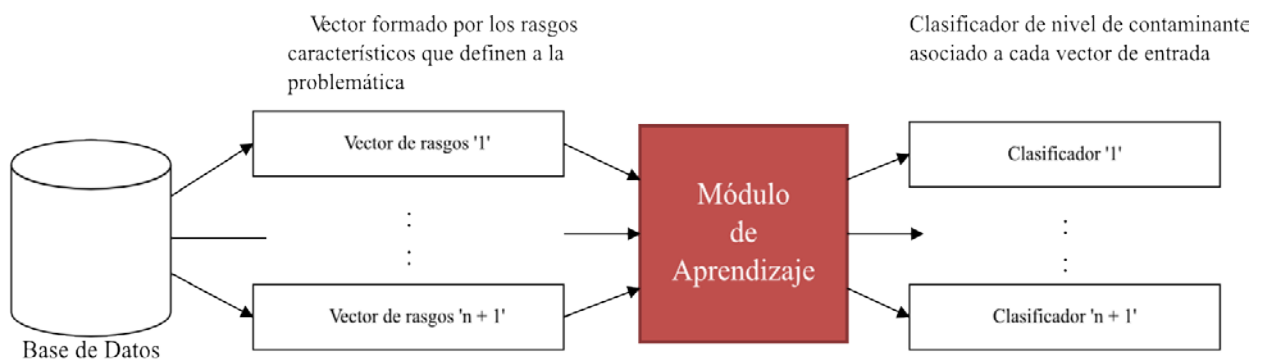 Vector formado por los rasgos
característicos que definen a la
problemática
Clasificador de nivel de contaminante
asociado a cada vector de entrada
Vector de rasgos '1'
Clasificador '1'
Módulo
de
Aprendizaje
Vector de rasgos 'n + 1'
Clasificador 'n + 1'
Base de Datos